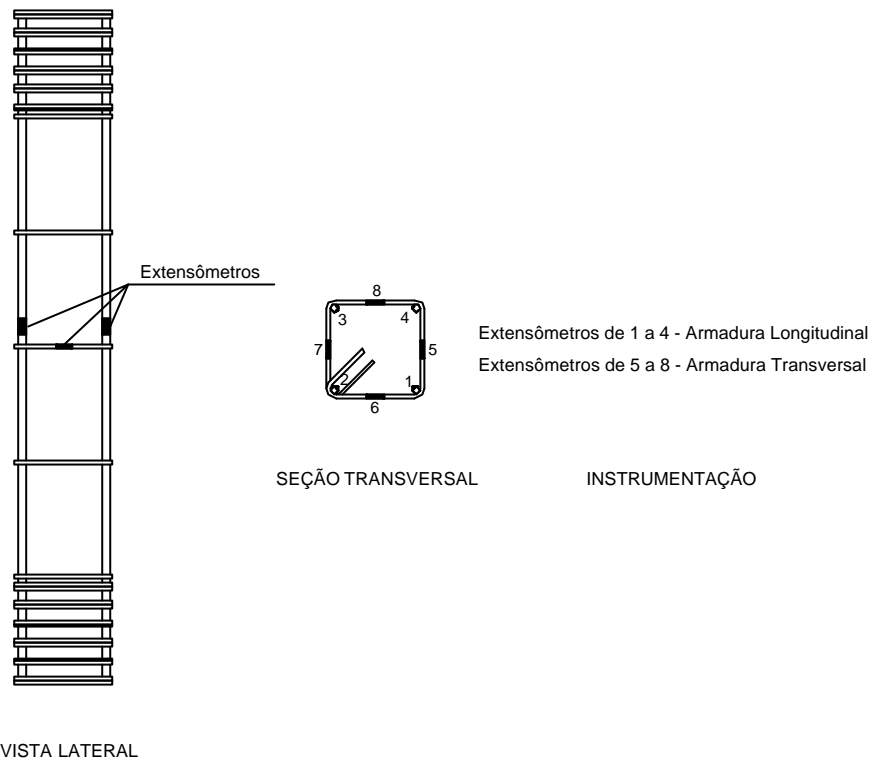 Extensômetros
8
3
4
7
5
2
1
6
Extensômetros de 1 a 4 - Armadura Longitudinal
Extensômetros de 5 a 8 - Armadura Transversal
SEÇÃO TRANSVERSAL
INSTRUMENTAÇÃO
VISTA LATERAL